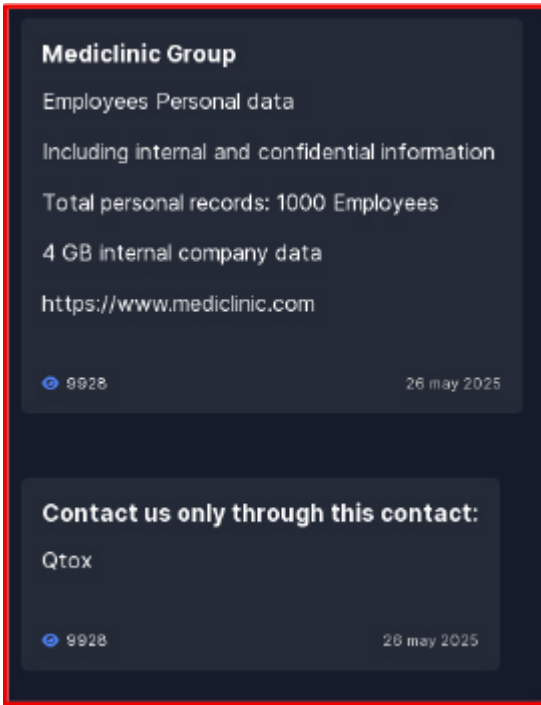 Mediclinic Group
Employees Personal data
Including internal and confidential information
Total personal records: 1000 Employees
4 GB internal company data
https://www.mediclinic.com
9928 26 may 2025
Contact us only through this contact:
Qtox
9928 26 may 2025